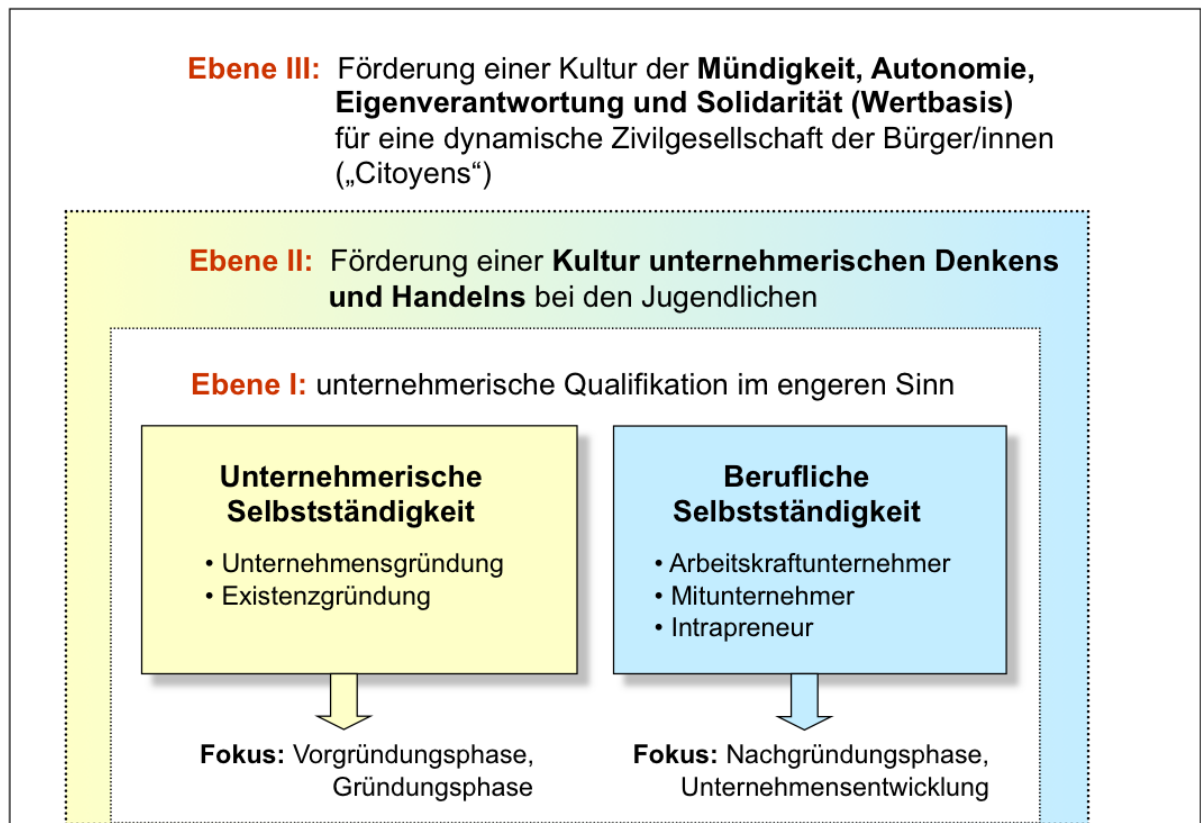 Ebene III: Förderung einer Kultur der Mündigkeit, Autonomie,
Eigenverantwortung und Solidarität (Wertbasis)
für eine dynamische Zivilgesellschaft der Bürger/innen
(„Citoyens“)
Ebene II: Förderung einer Kultur unternehmerischen Denkens
und Handelns bei den Jugendlichen
Ebene I: unternehmerische Qualifikation im engeren Sinn
Unternehmerische
Selbstständigkeit
• Unternehmensgründung
• Existenzgründung
Berufliche
Selbstständigkeit
• Arbeitskraftunternehmer
• Mitunternehmer
• Intrapreneur
Fokus: Vorgründungsphase,
Gründungsphase
Fokus: Nachgründungsphase,
Unternehmensentwicklung